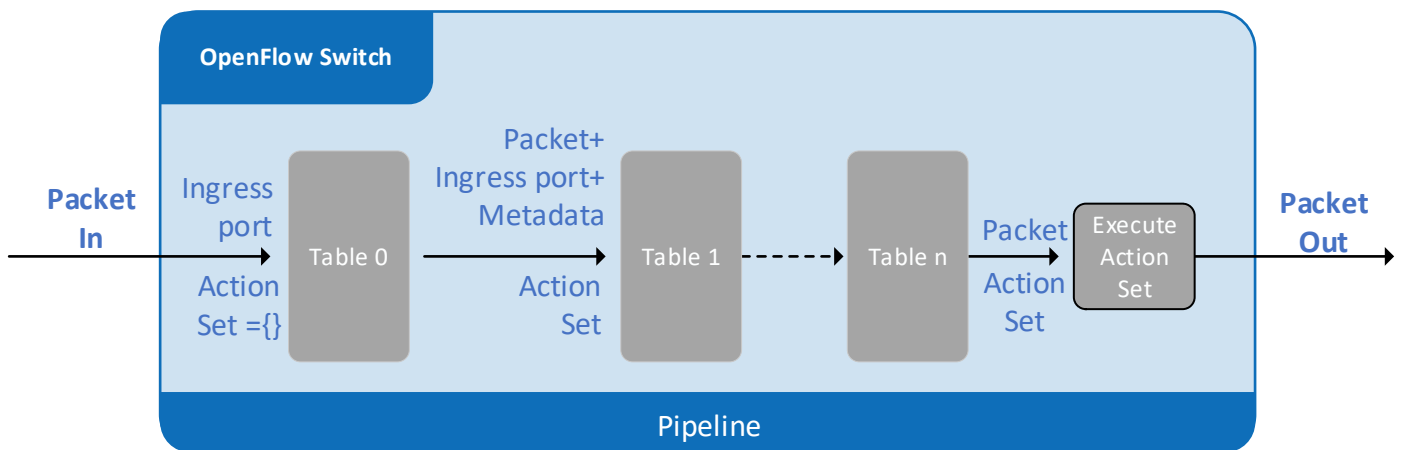 OpenFlow Switch
Packet
In
Ingress
port
Action
Set ={}
Table 0
Packet+
Ingress port+
Metadata
Action
Set
Table 1
Table n
Packet
Action
Set
Execute
Action
Set
Packet
Out
Pipeline